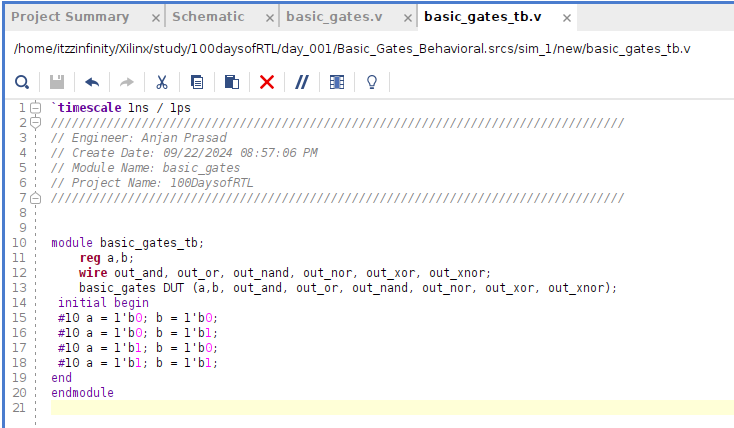 Project Summary × Schematic × basic_gates.v × basic_gates_tb.v ×
/home/itzzinfinity/Xilinx/study/100daysofRTL/day_001/Basic_Gates_Behavioral.srcs/sim_1/new/basic_gates_tb.v
1 `timescale 1ns / 1ps
2 //////////////////////////////////////////////////////////////////////////////////
3 // Engineer: Anjan Prasad
4 // Create Date: 09/22/2024 08:57:06 PM
5 // Module Name: basic_gates
6 // Project Name: 100DaysofRTL
7 //////////////////////////////////////////////////////////////////////////////////
8
9
10 module basic_gates_tb;
11     reg a,b;
12     wire out_and, out_or, out_nand, out_nor, out_xor, out_xnor;
13     basic_gates DUT (a,b, out_and, out_or, out_nand, out_nor, out_xor, out_xnor);
14  initial begin
15  #10 a = 1'b0; b = 1'b0;
16  #10 a = 1'b0; b = 1'b1;
17  #10 a = 1'b1; b = 1'b0;
18  #10 a = 1'b1; b = 1'b1;
19 end
20 endmodule
21